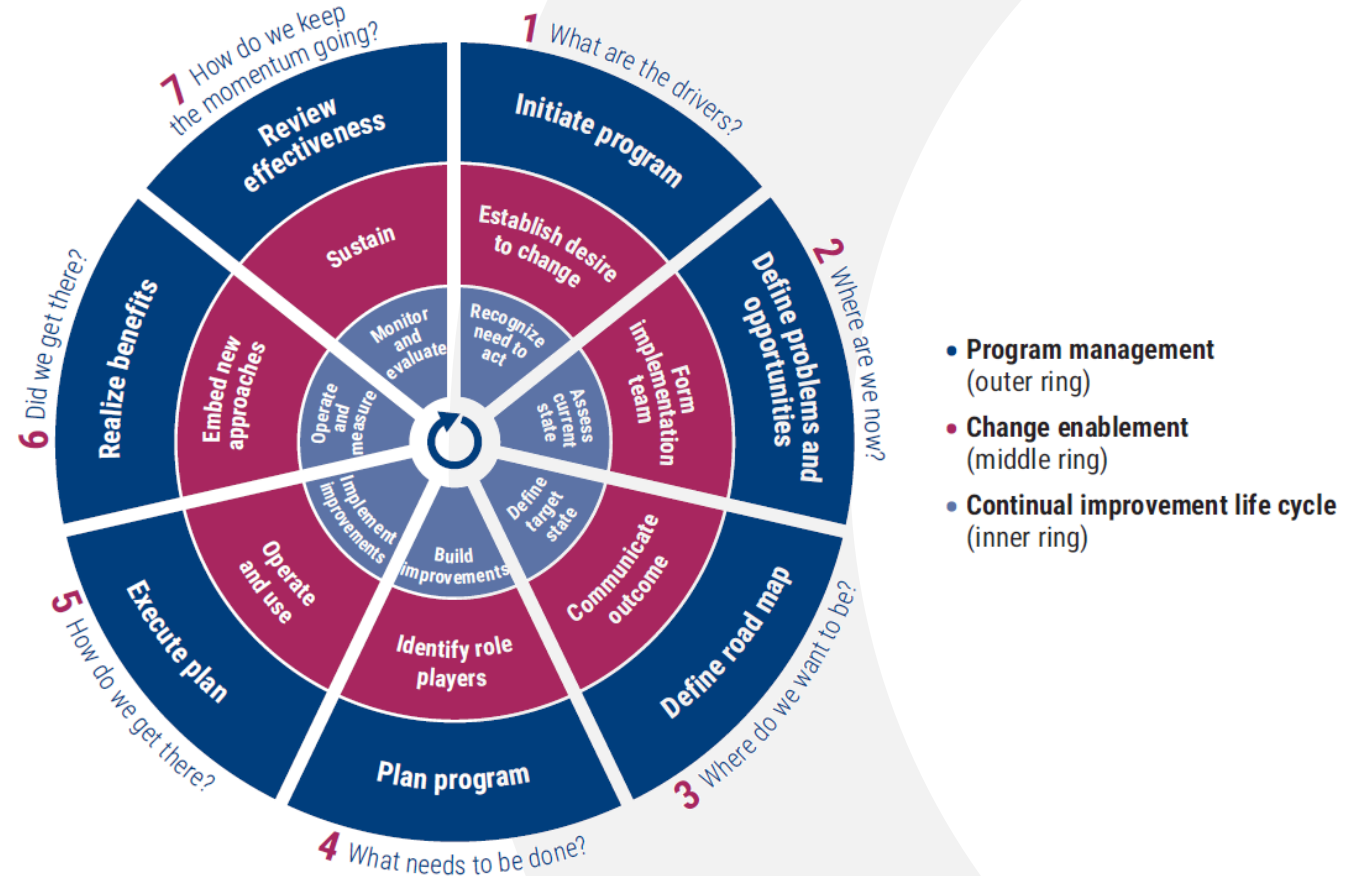 1 What are the drivers?
Initiate program
Establish desire
to change
Recognize
need to
act
2 Where are we now?
Define problems and
opportunities
Form
implementation
team
Assess
current
state
3 Where do we want to be?
Define road map
Communicate
outcome
Define
target
state
4 What needs to be done?
Plan program
Identify role
players
Build
improvements
5 How do we get there?
Execute plan
Operate
and use
Implement
improvements
6 Did we get there?
Realize benefits
Embed new
approaches
Operate
and
measure
7 How do we keep
the momentum going?
Review
effectiveness
Sustain
Monitor
and
evaluate
• Program management
(outer ring)
• Change enablement
(middle ring)
• Continual improvement life cycle
(inner ring)